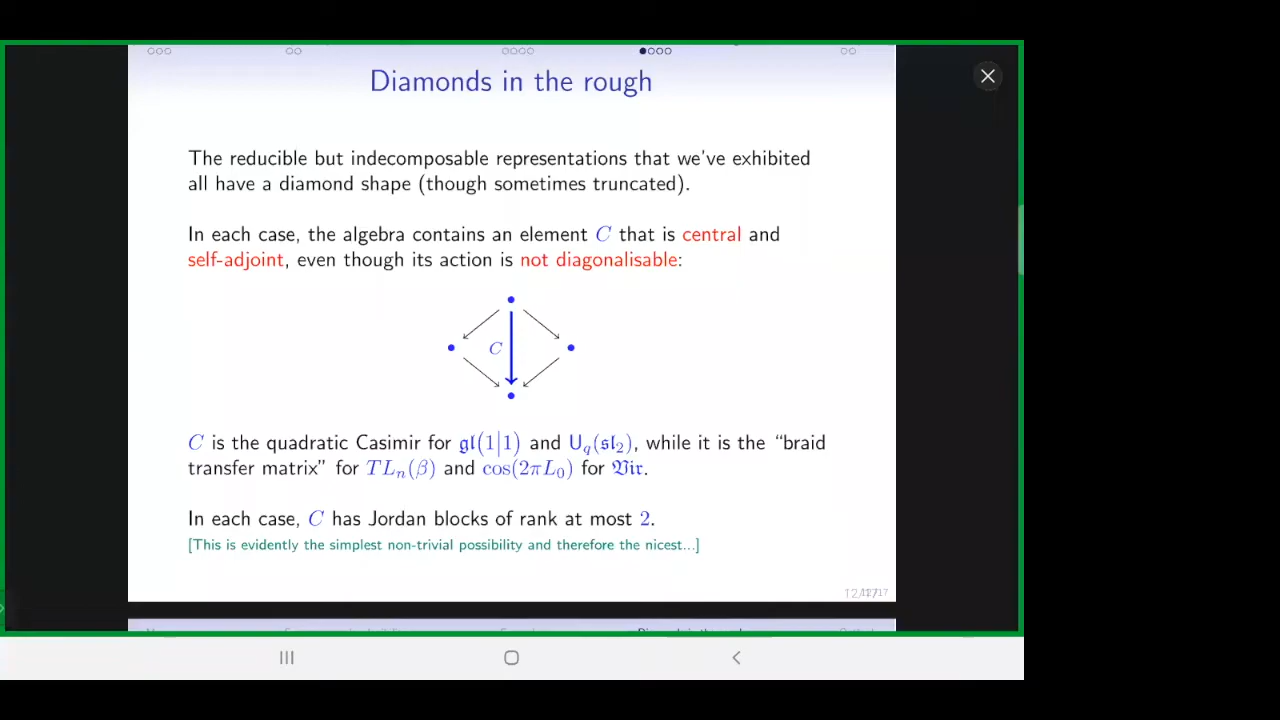 Diamonds in the rough
The reducible but indecomposable representations that we've exhibited
all have a diamond shape (though sometimes truncated).
In each case, the algebra contains an element C that is central and
self-adjoint, even though its action is not diagonalisable:
C
C is the quadratic Casimir for 𝔤𝔩(1|1) and U_q(𝔰𝔩₂), while it is the “braid
transfer matrix” for TL_n(β) and cos(2πL₀) for 𝔙𝔦𝔯.
In each case, C has Jordan blocks of rank at most 2.
[This is evidently the simplest non-trivial possibility and therefore the nicest...]